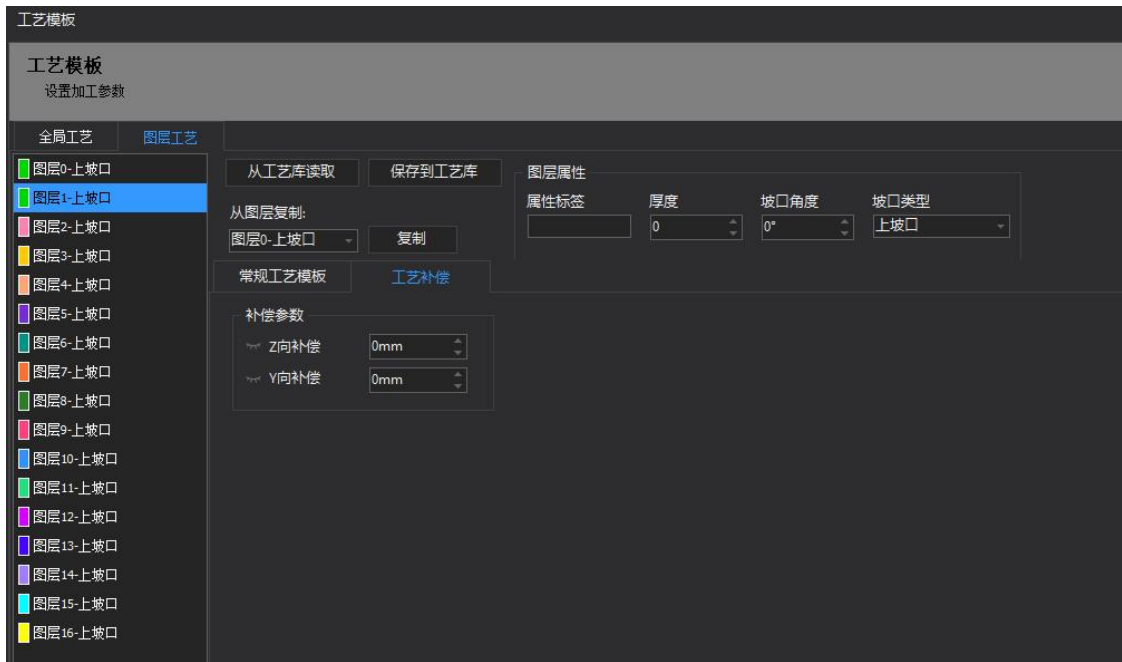 工艺模板
工艺模板
设置加工参数
全局工艺 图层工艺
图层0-上坡口
图层1-上坡口
图层2-上坡口
图层3-上坡口
图层4-上坡口
图层5-上坡口
图层6-上坡口
图层7-上坡口
图层8-上坡口
图层9-上坡口
图层10-上坡口
图层11-上坡口
图层12-上坡口
图层13-上坡口
图层14-上坡口
图层15-上坡口
图层16-上坡口
从工艺库读取 保存到工艺库
从图层复制:
图层0-上坡口 复制
图层属性
属性标签 厚度 坡口角度 坡口类型
0 0° 上坡口
常规工艺模板 工艺补偿
补偿参数
Z向补偿 0mm
Y向补偿 0mm